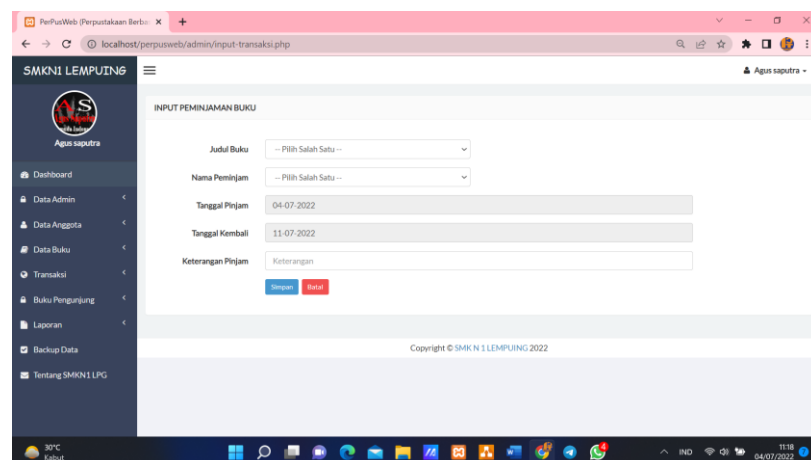 PerPusWeb (Perpustakaan Berba
localhost/perpusweb/admin/input-transaksi.php
SMKN1 LEMPUING
Agus saputra
AS
Agus saputra
INPUT PEMINJAMAN BUKU
Judul Buku
-- Pilih Salah Satu --
Nama Peminjam
-- Pilih Salah Satu --
Tanggal Pinjam
04-07-2022
Tanggal Kembali
11-07-2022
Keterangan Pinjam
Keterangan
Simpan
Batal
Dashboard
Data Admin
Data Anggota
Data Buku
Transaksi
Buku Pengunjung
Laporan
Backup Data
Tentang SMKN1 LPG
Copyright © SMK N 1 LEMPUING 2022
30°C
Kabut
4
IND
11:18
04/07/2022